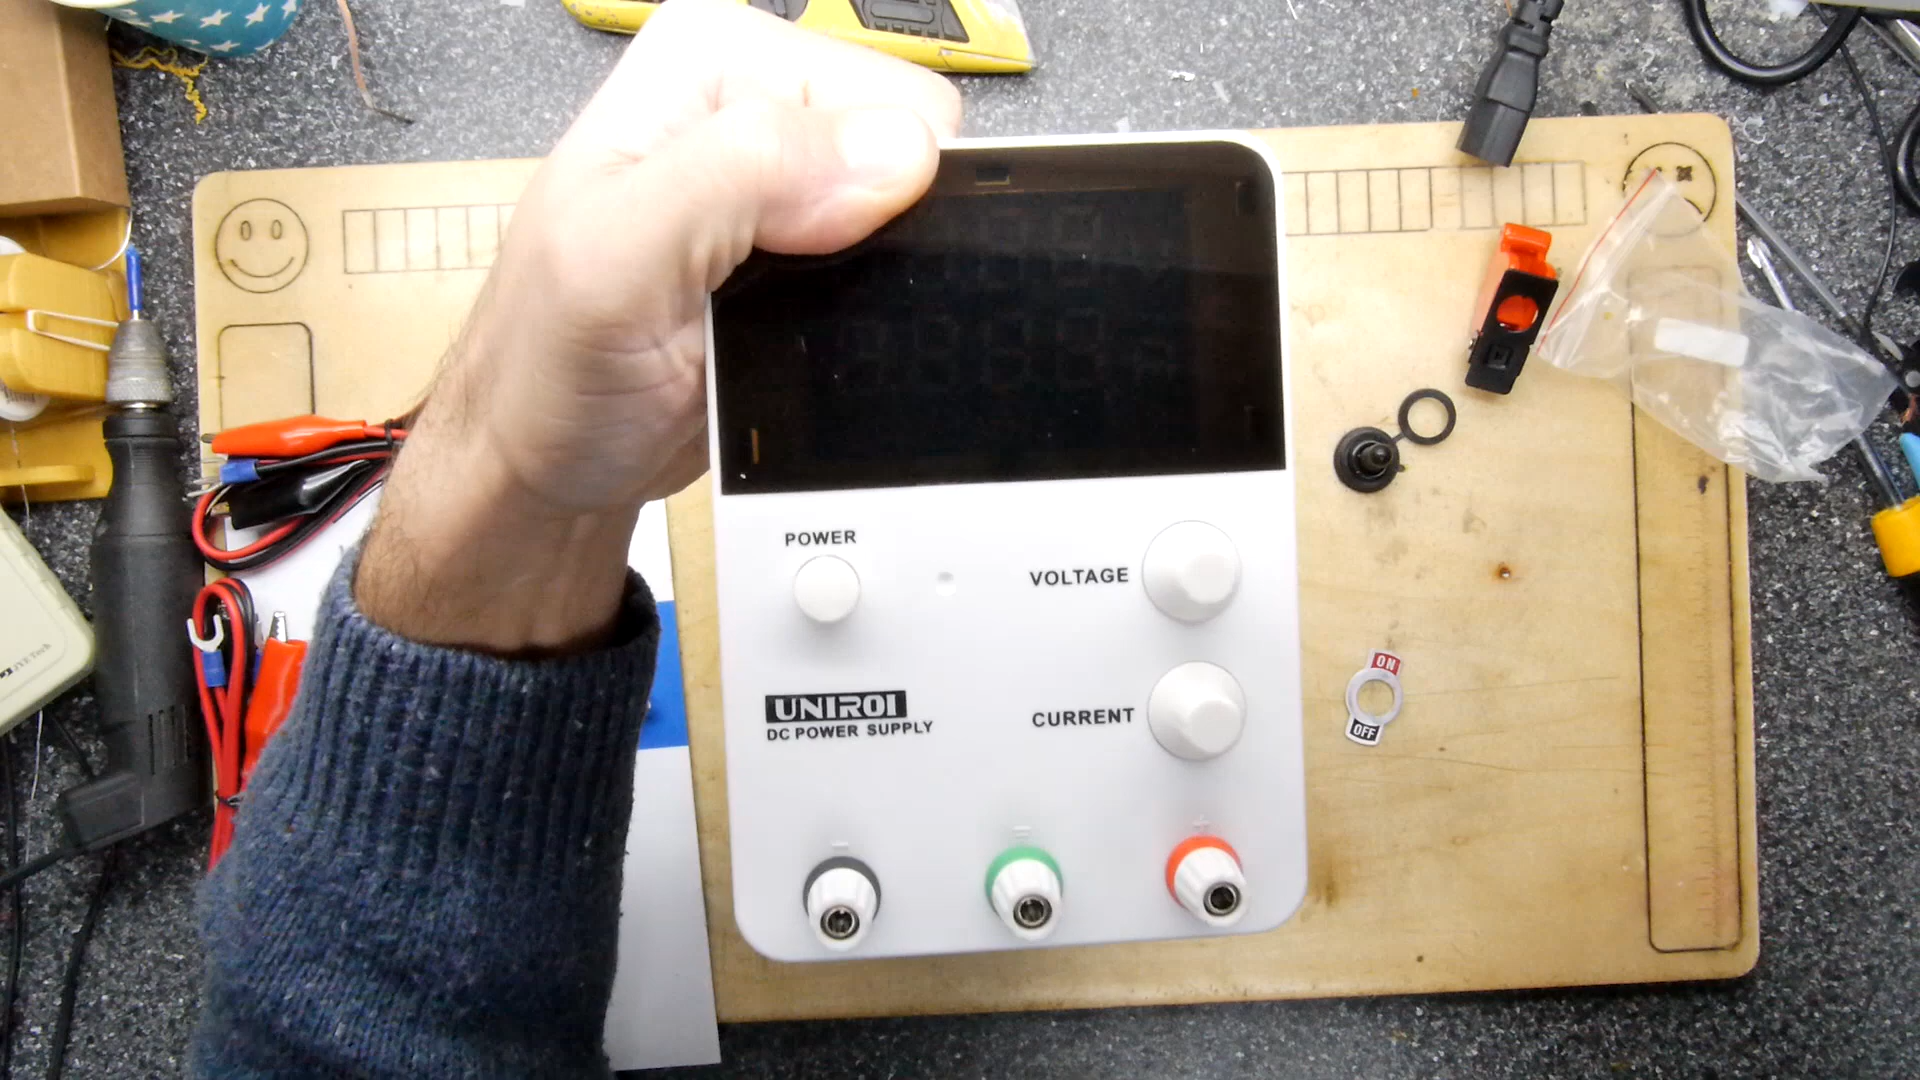 POWER
VOLTAGE
UNIROI
DC POWER SUPPLY
CURRENT
ON
OFF